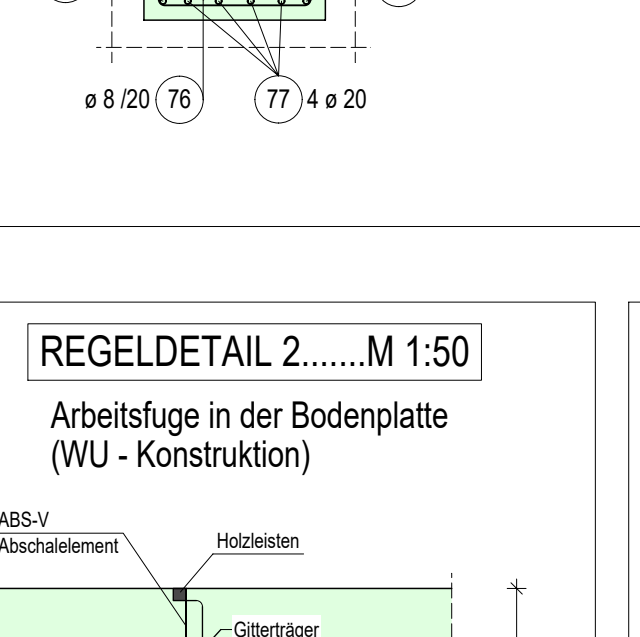 ø 8 /20 76 77 4 ø 20
REGELDETAIL 2.......M 1:50
Arbeitsfuge in der Bodenplatte
(WU - Konstruktion)
ABS-V
Abschalelement
Holzleisten
Gitterträger